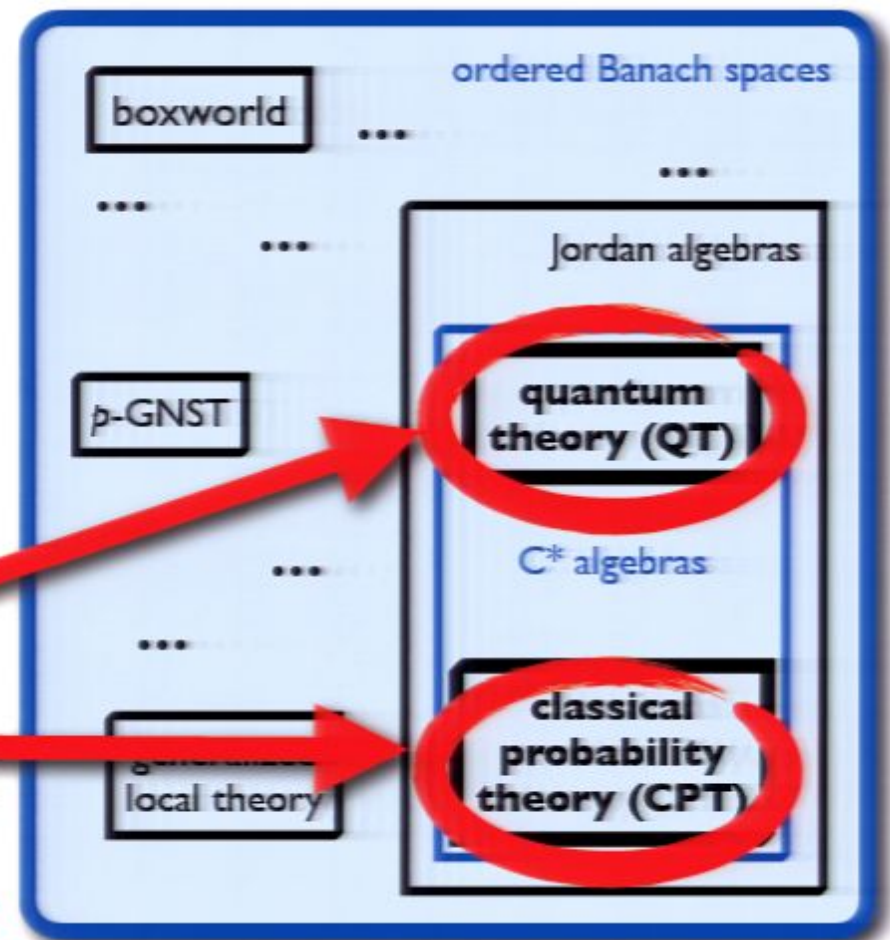 ordered Banach spaces
boxworld
...
...
...
...
Jordan algebras
quantum
theory (QT)
p-GNST
C* algebras
...
...
classical
probability
theory (CPT)
local theory